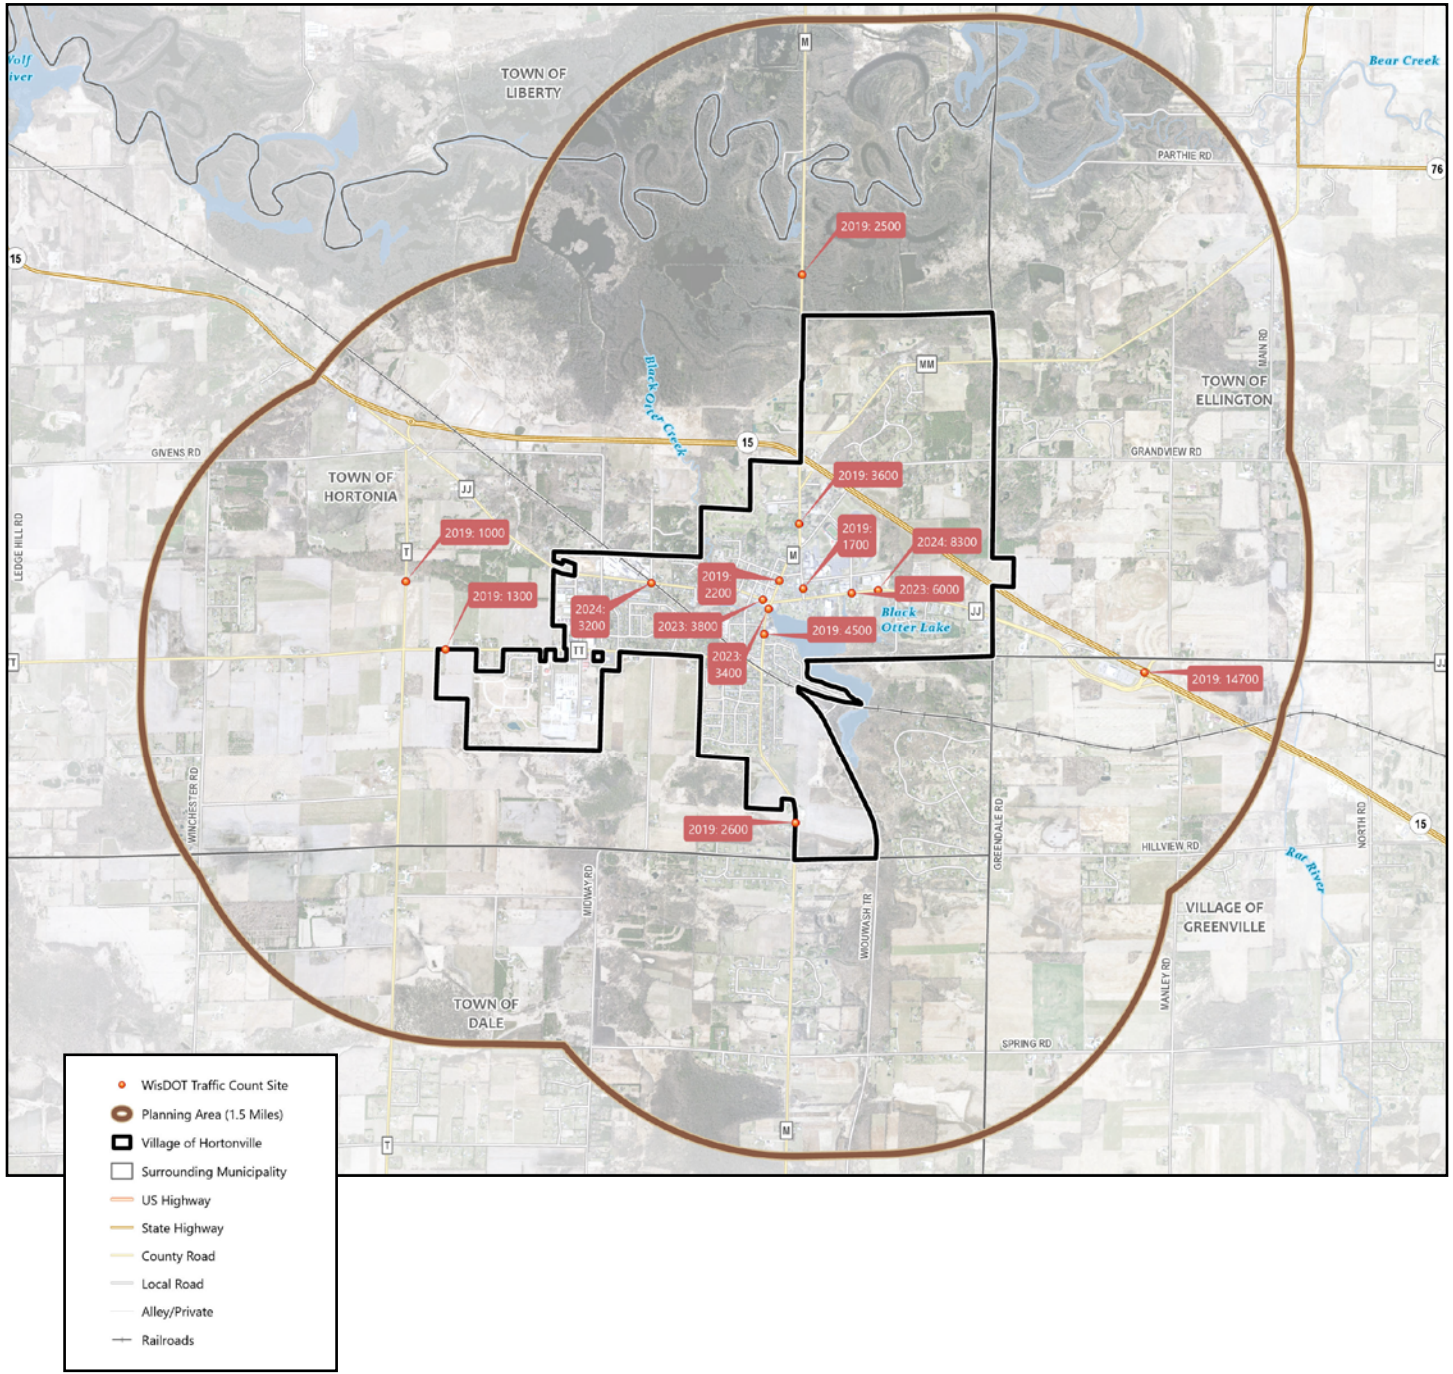 M
Wolf
River
TOWN OF
LIBERTY
Bear Creek
PARTHIE RD
76
2019: 2500
15
Black Otter Creek
MM
MAIN RD
TOWN OF
ELLINGTON
15
GIVENS RD
GRANDVIEW RD
TOWN OF
HORTONIA
JJ
2019: 3600
LEDGE HILL RD
2019: 1000
2019:
1700
2024: 8300
T
M
2019:
2200
2019: 1300
2023: 6000
2024:
3200
2023: 3800
Black
Otter Lake
JJ
2019: 4500
TT
2023:
3400
TT
2019: 14700
WINCHESTER RD
2019: 2600
GREENDALE RD
15
NORTH RD
HILLVIEW RD
Rat River
MIDWAY RD
WIOUWASH TR
VILLAGE OF
GREENVILLE
MANLEY RD
TOWN OF
DALE
SPRING RD
M
T
WisDOT Traffic Count Site
Planning Area (1.5 Miles)
Village of Hortonville
Surrounding Municipality
US Highway
State Highway
County Road
Local Road
Alley/Private
Railroads